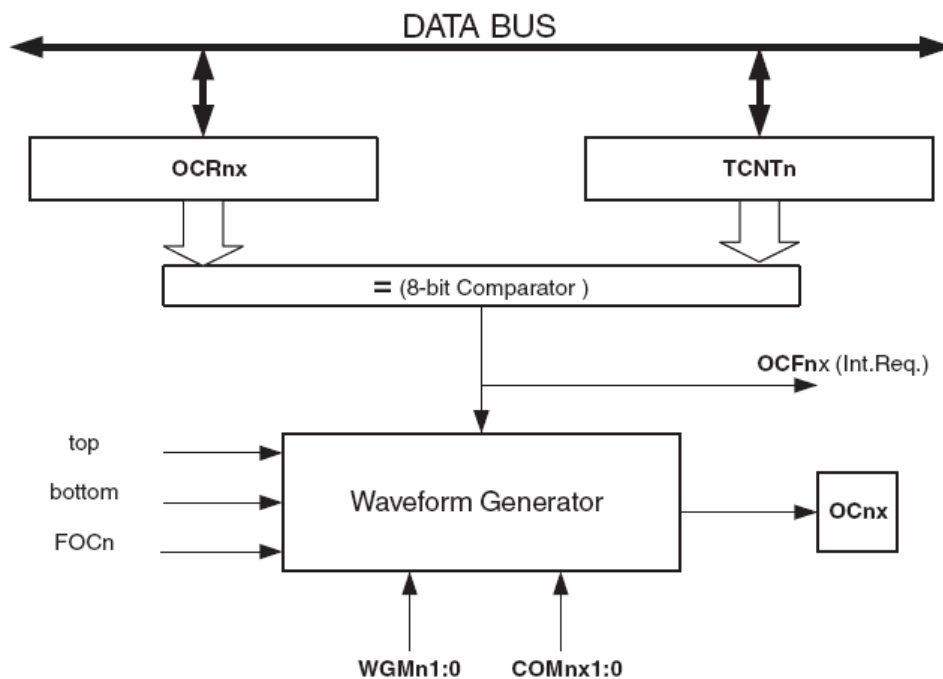 DATA BUS
OCRnx
TCNTn
= (8-bit Comparator )
OCFnx (Int.Req.)
top
bottom
FOCn
Waveform Generator
OCnx
WGMn1:0
COMnx1:0